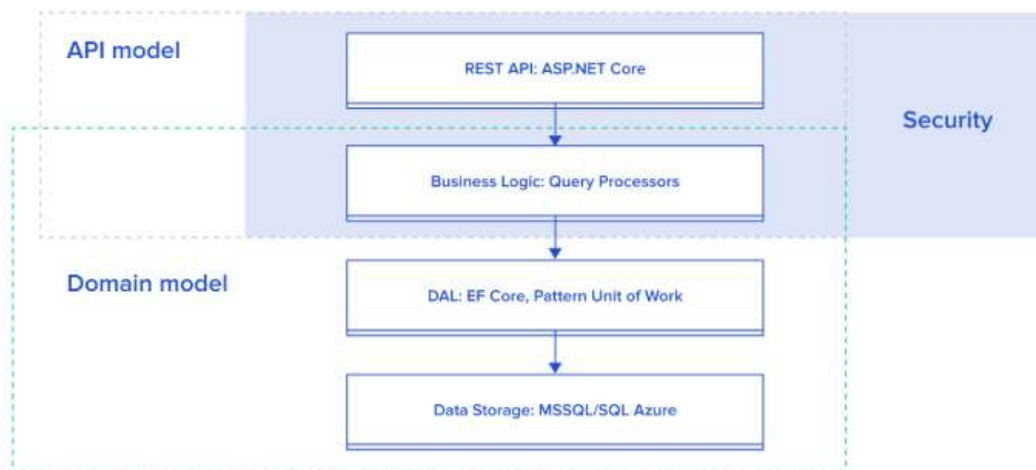 API model
REST API: ASP.NET Core
Security
Business Logic: Query Processors
Domain model
DAL: EF Core, Pattern Unit of Work
Data Storage: MSSQL/SQL Azure